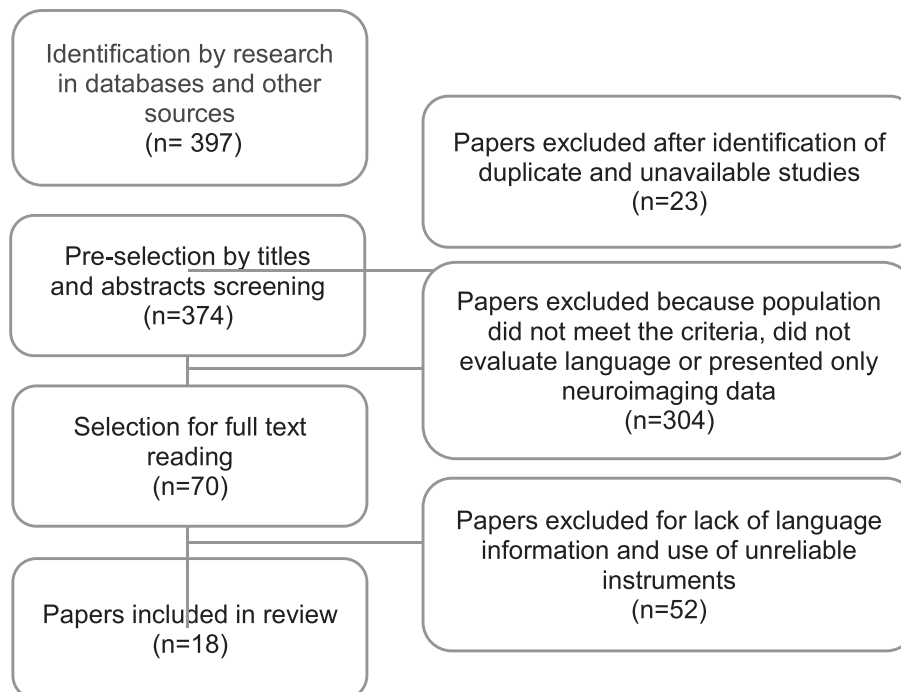 Identification by research
in databases and other
sources
(n= 397)
Papers excluded after identification of
duplicate and unavailable studies
(n=23)
Pre-selection by titles
and abstracts screening
(n=374)
Papers excluded because population
did not meet the criteria, did not
evaluate language or presented only
neuroimaging data
(n=304)
Selection for full text
reading
(n=70)
Papers excluded for lack of language
information and use of unreliable
instruments
(n=52)
Papers included in review
(n=18)